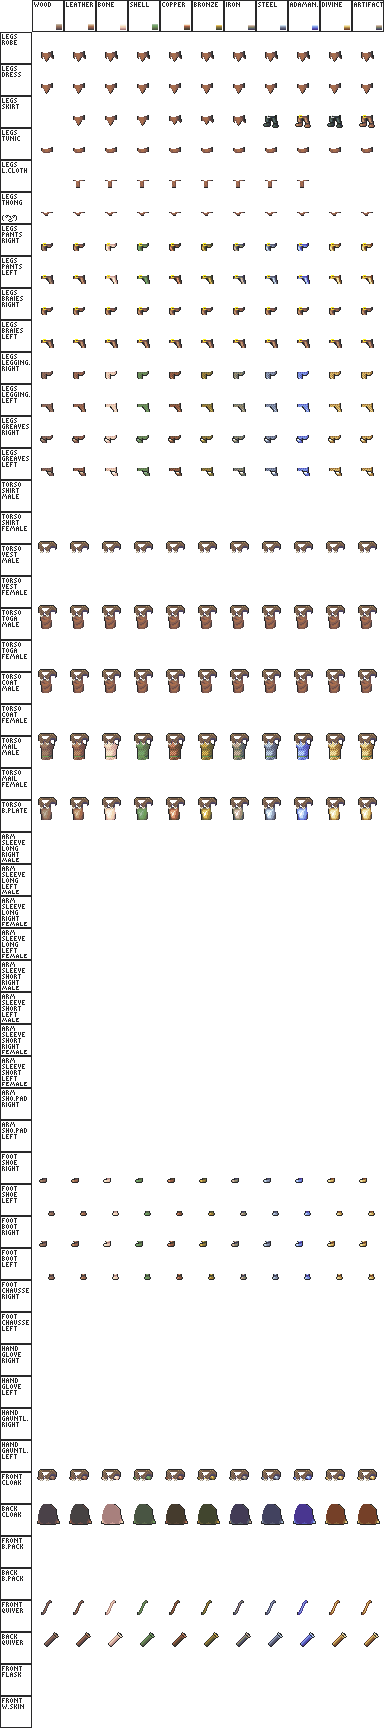 WOOD LEATHER BONE SHELL COPPER BRONZE IRON STEEL ADAMAN. DIVINE ARTIFACT
LEGS
ROBE
LEGS
DRESS
LEGS
SKIRT
LEGS
TUNIC
LEGS
L.CLOTH
LEGS
THONG
LEGS
PANTS
RIGHT
LEGS
PANTS
LEFT
LEGS
BRAIES
RIGHT
LEGS
BRAIES
LEFT
LEGS
LEGGING.
RIGHT
LEGS
LEGGING.
LEFT
LEGS
GREAVES
RIGHT
LEGS
GREAVES
LEFT
TORSO
SHIRT
MALE
TORSO
SHIRT
FEMALE
TORSO
VEST
MALE
TORSO
VEST
FEMALE
TORSO
TOGA
MALE
TORSO
TOGA
FEMALE
TORSO
COAT
MALE
TORSO
COAT
FEMALE
TORSO
MAIL
MALE
TORSO
MAIL
FEMALE
TORSO
B.PLATE
ARM
SLEEVE
LONG
RIGHT
MALE
ARM
SLEEVE
LONG
LEFT
MALE
ARM
SLEEVE
LONG
RIGHT
FEMALE
ARM
SLEEVE
LONG
LEFT
FEMALE
ARM
SLEEVE
SHORT
RIGHT
MALE
ARM
SLEEVE
SHORT
LEFT
MALE
ARM
SLEEVE
SHORT
RIGHT
FEMALE
ARM
SLEEVE
SHORT
LEFT
FEMALE
ARM
SHO.PAD
RIGHT
ARM
SHO.PAD
LEFT
FOOT
SHOE
RIGHT
FOOT
SHOE
LEFT
FOOT
BOOT
RIGHT
FOOT
BOOT
LEFT
FOOT
CHAUSSE
RIGHT
FOOT
CHAUSSE
LEFT
HAND
GLOVE
RIGHT
HAND
GLOVE
LEFT
HAND
GAUNTL.
RIGHT
HAND
GAUNTL.
LEFT
FRONT
CLOAK
BACK
CLOAK
FRONT
B.PACK
BACK
B.PACK
FRONT
QUIVER
BACK
QUIVER
FRONT
FLASK
FRONT
W.SKIN